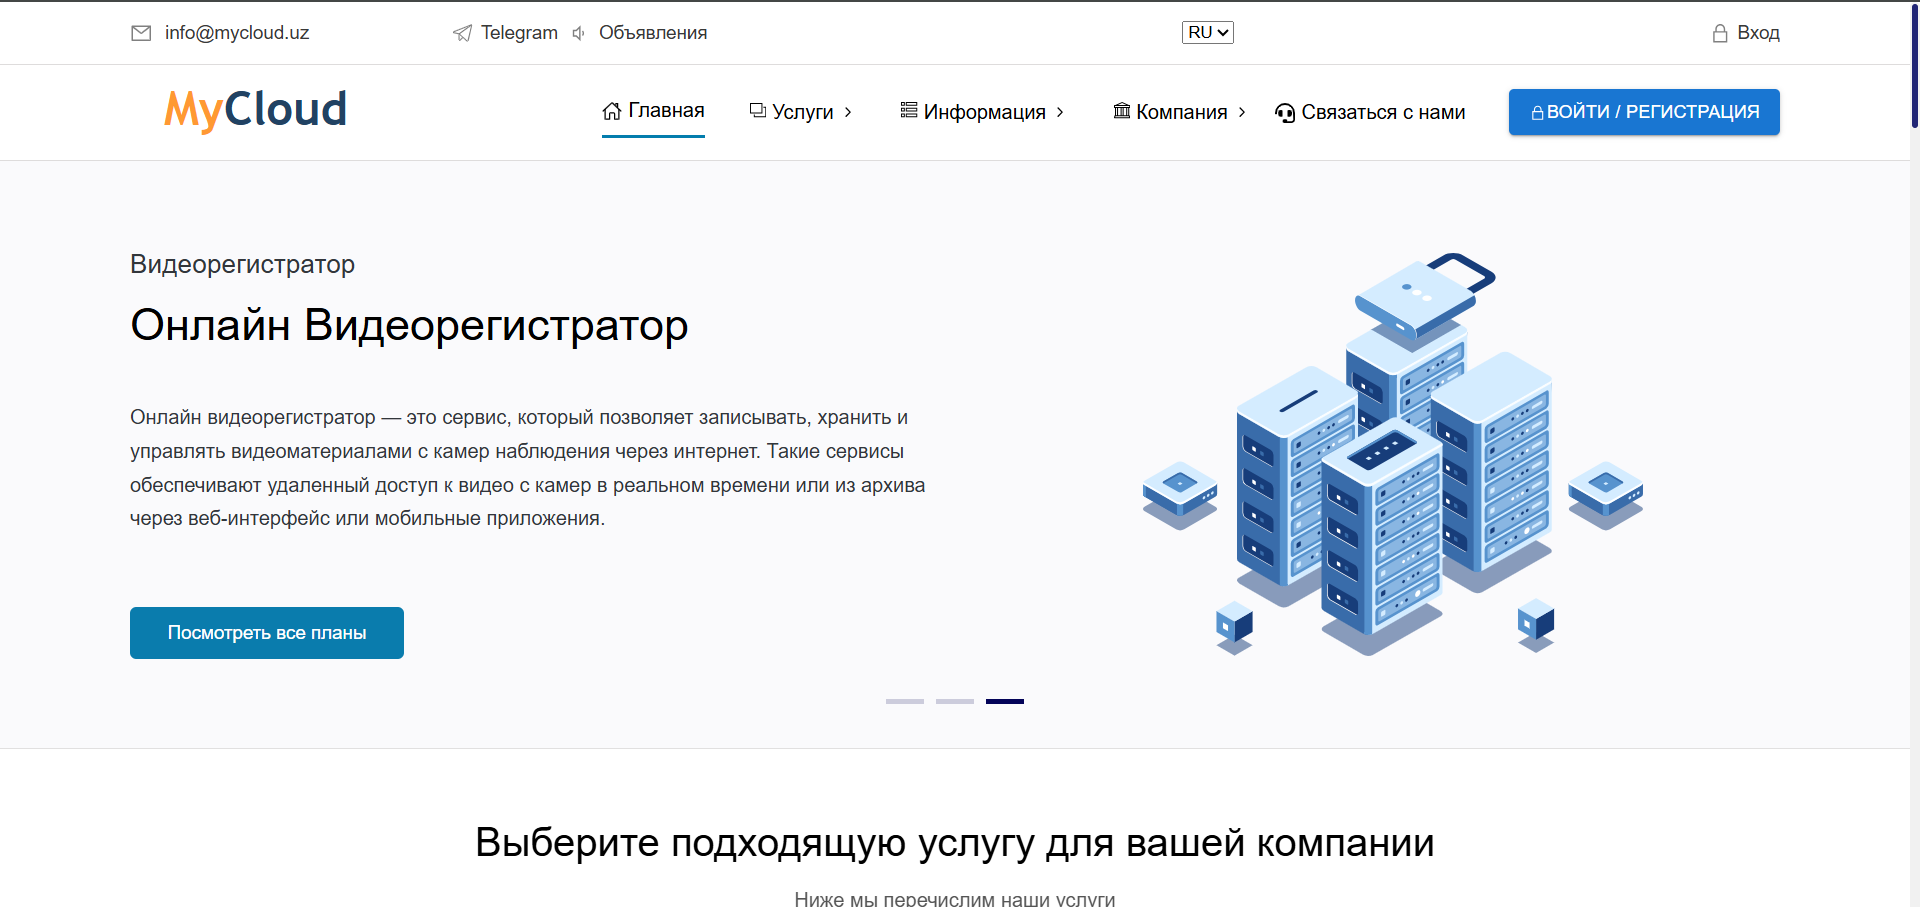 info@mycloud.uz
Telegram
Объявления
RU
Вход
MyCloud
Главная
Услуги
Информация
Компания
Связаться с нами
ВОЙТИ / РЕГИСТРАЦИЯ
Видеорегистратор
Онлайн Видеорегистратор
Онлайн видеорегистратор — это сервис, который позволяет записывать, хранить и
управлять видеоматериалами с камер наблюдения через интернет. Такие сервисы
обеспечивают удаленный доступ к видео с камер в реальном времени или из архива
через веб-интерфейс или мобильные приложения.
Посмотреть все планы
Выберите подходящую услугу для вашей компании
Ниже мы перечислим наши услуги